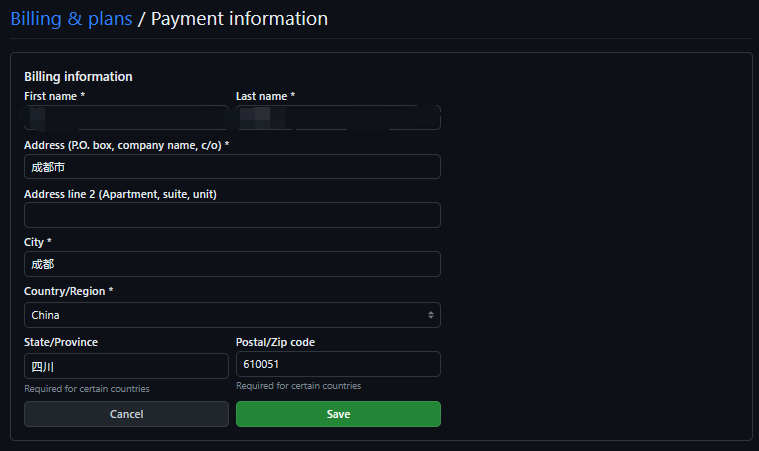 Billing & plans / Payment information
Billing information
First name *
Last name *
Address (P.O. box, company name, c/o) *
成都市
Address line 2 (Apartment, suite, unit)
City *
成都
Country/Region *
China
State/Province
Postal/Zip code
四川
610051
Required for certain countries
Required for certain countries
Cancel
Save